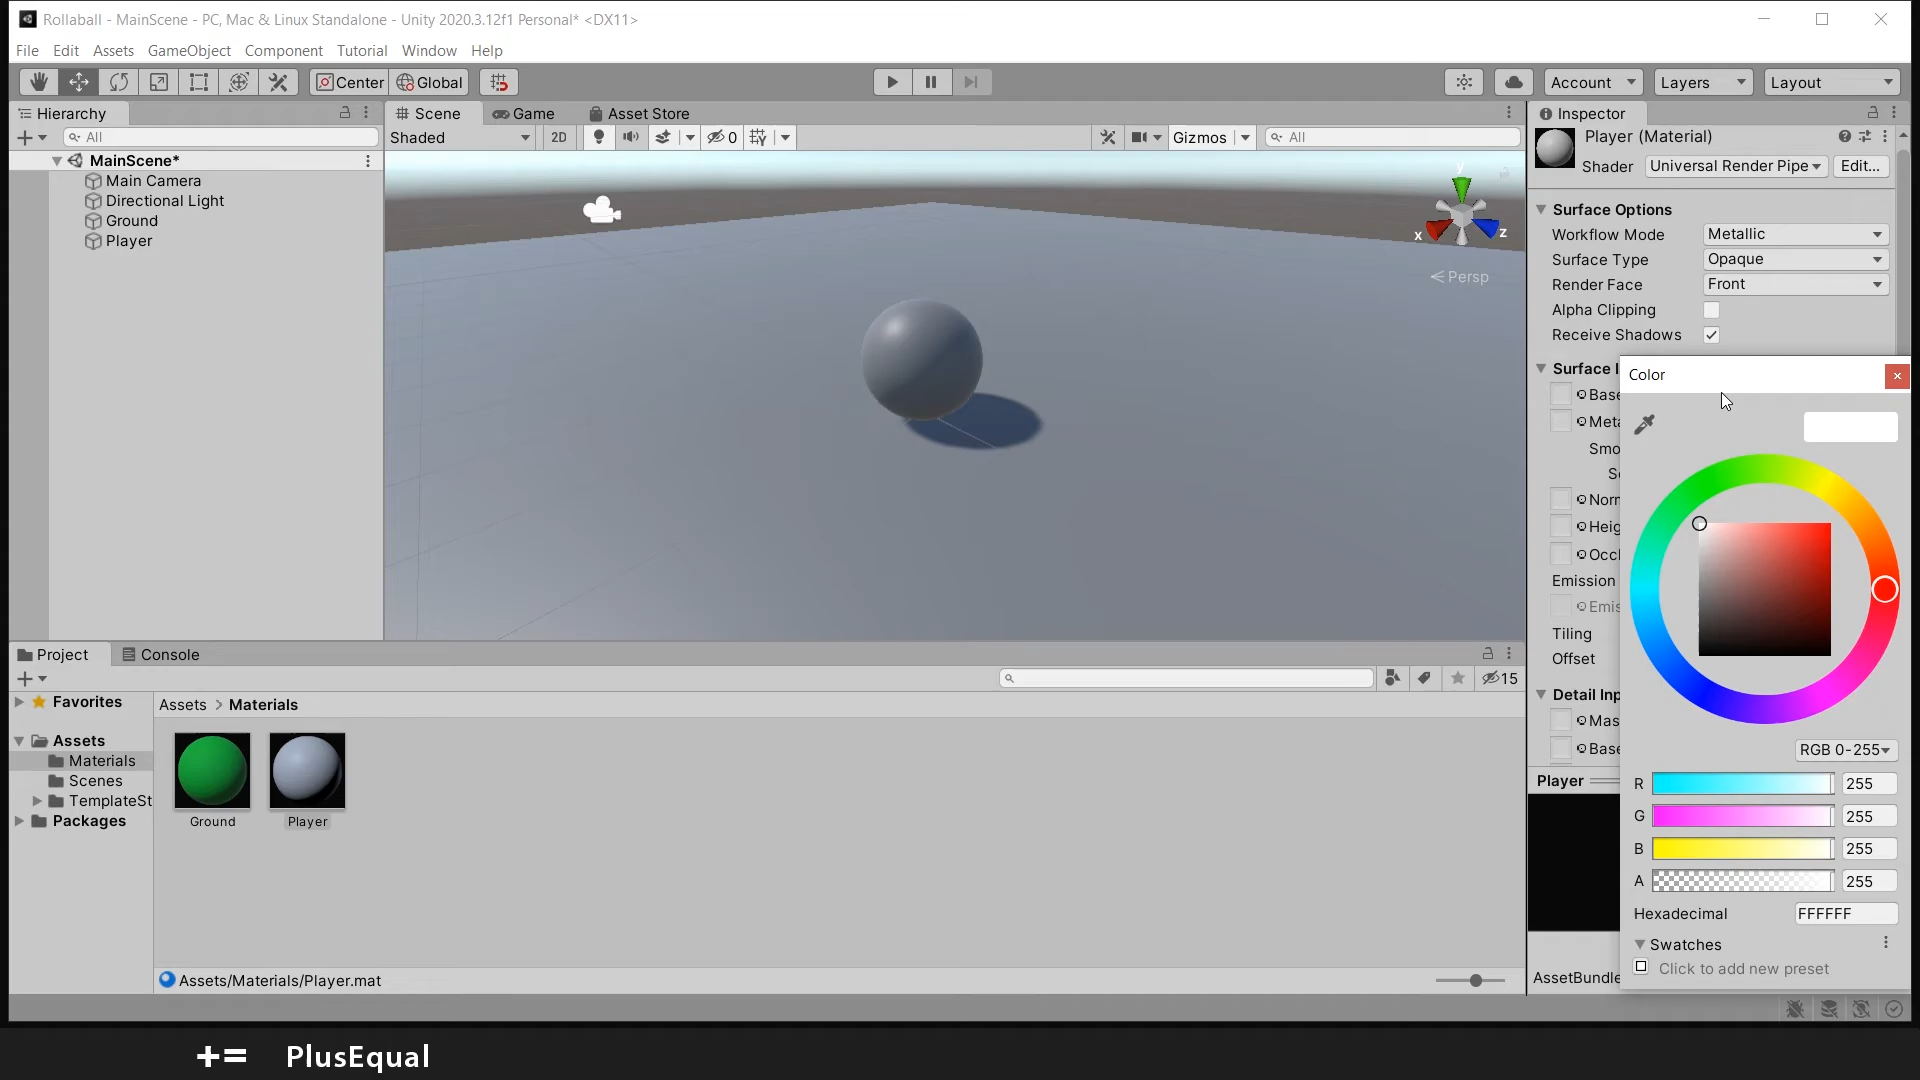 Rollaball - MainScene - PC, Mac & Linux Standalone - Unity 2020.3.12f1 Personal* <DX11>
File Edit Assets GameObject Component Tutorial Window Help
Center Global Account Layers Layout
Hierarchy
All
MainScene*
Main Camera
Directional Light
Ground
Player
Scene Game Asset Store
Shaded 2D 0 Gizmos All
y
x z
Persp
Inspector
Player (Material)
Shader Universal Render Pipe Edit...
Surface Options
Workflow Mode Metallic
Surface Type Opaque
Render Face Front
Alpha Clipping
Receive Shadows
Surface I
Base
Meta
Smo
Norn
Heig
Occl
Emission
Emis
Tiling
Offset
Detail Inp
Mas
Base
Player
AssetBundle
Color
RGB 0-255
R 255
G 255
B 255
A 255
Hexadecimal FFFFFF
Swatches
Click to add new preset
Project Console
15
Favorites
Assets
Materials
Scenes
TemplateSt
Packages
Assets > Materials
Ground Player
Assets/Materials/Player.mat
+= PlusEqual